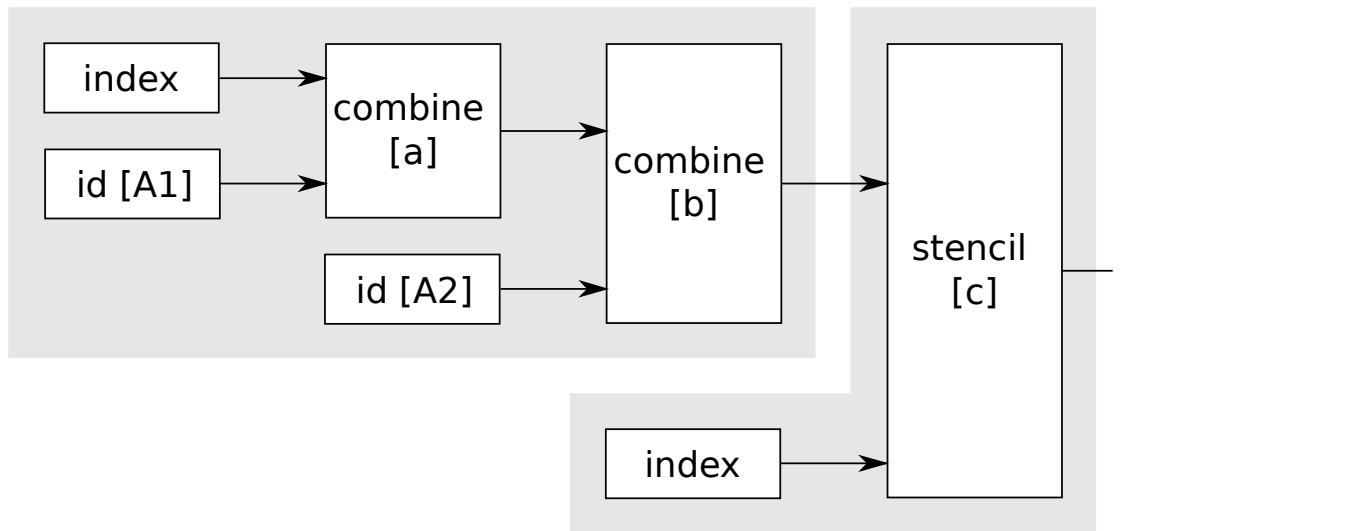 index
id [A1]
combine
[a]
id [A2]
combine
[b]
index
stencil
[c]